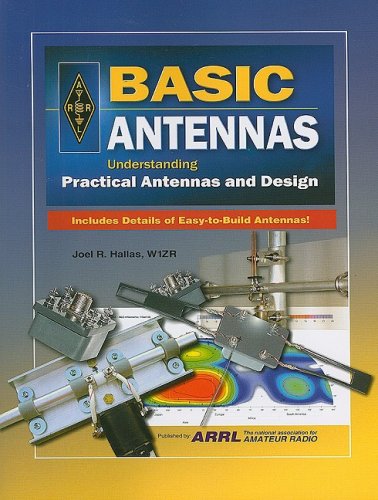 A
R R
L
BASIC
ANTENNAS
Understanding
Practical Antennas and Design
Includes Details of Easy-to-Build Antennas!
Joel R. Hallas, W1ZR
Published by: ARRL The national association for
AMATEUR RADIO